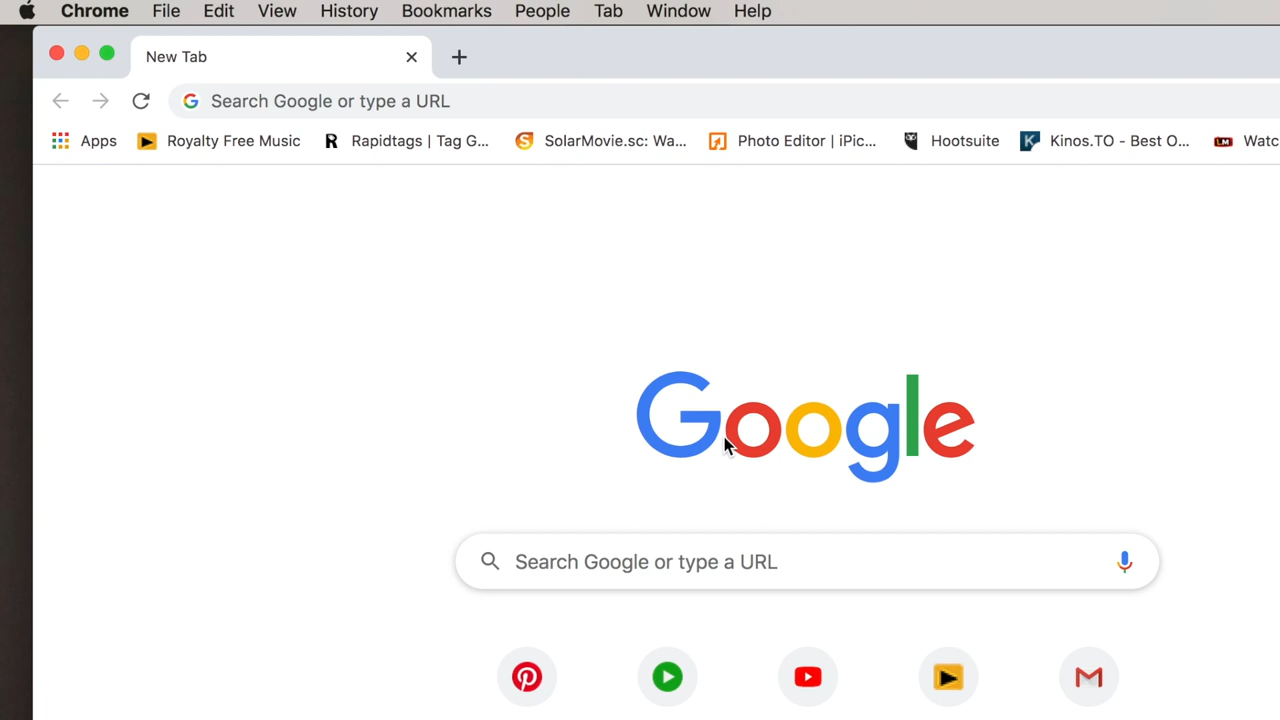 Chrome File Edit View History Bookmarks People Tab Window Help
New Tab
Search Google or type a URL
Apps Royalty Free Music Rapidtags | Tag G... SolarMovie.sc: Wa... Photo Editor | iPic... Hootsuite Kinos.TO - Best O... LM Watc
Google
Search Google or type a URL